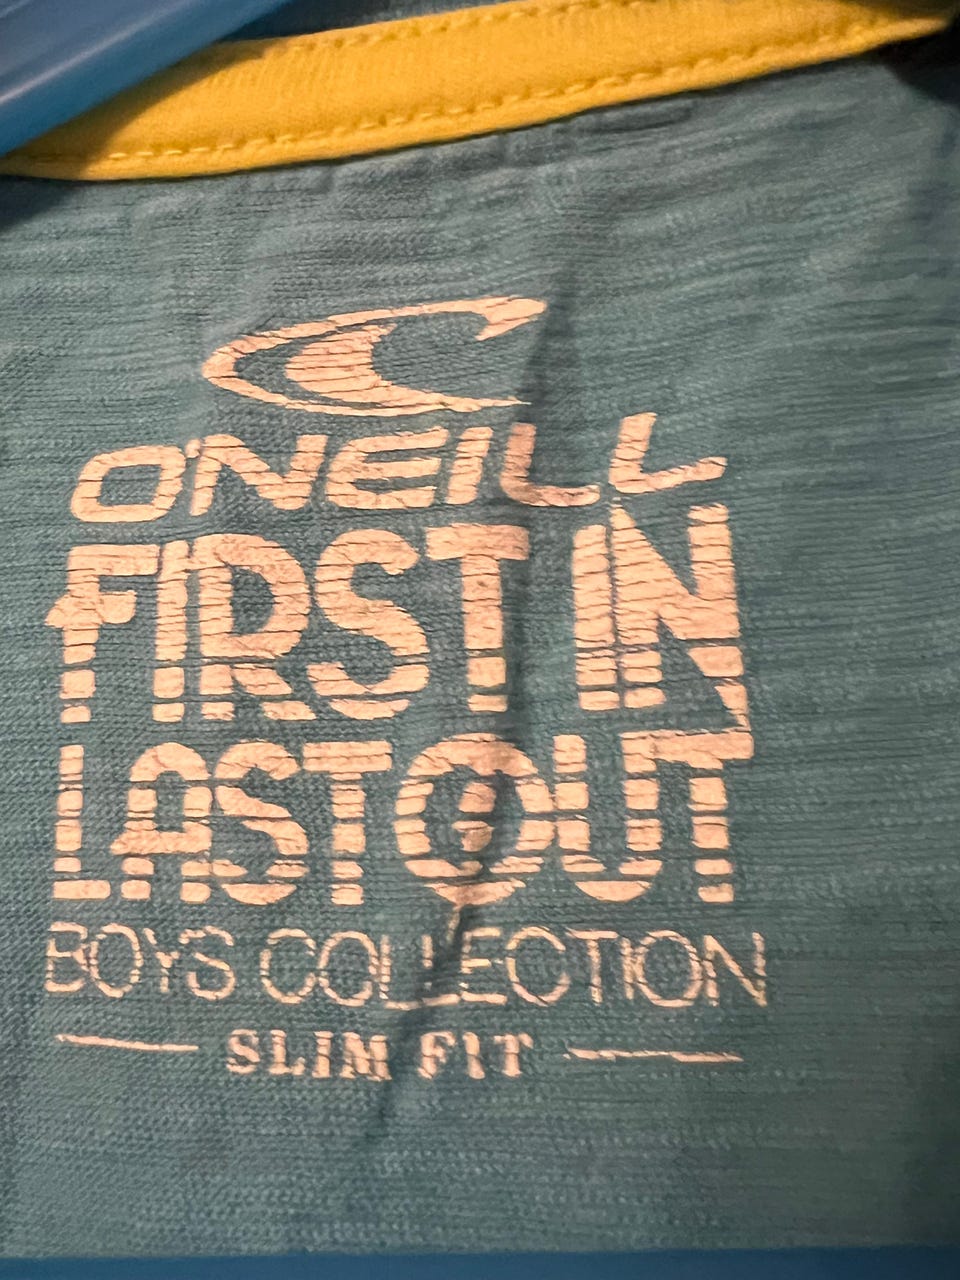 O'NEILL
FIRST IN
LAST OUT
BOYS COLLECTION
SLIM FIT